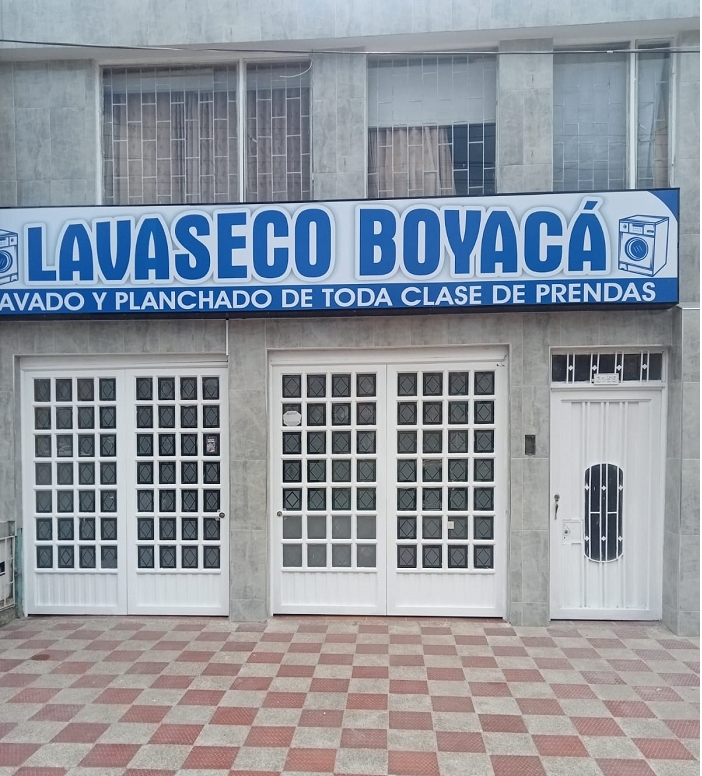 LAVASECO BOYACÁ
AVADO Y PLANCHADO DE TODA CLASE DE PRENDAS